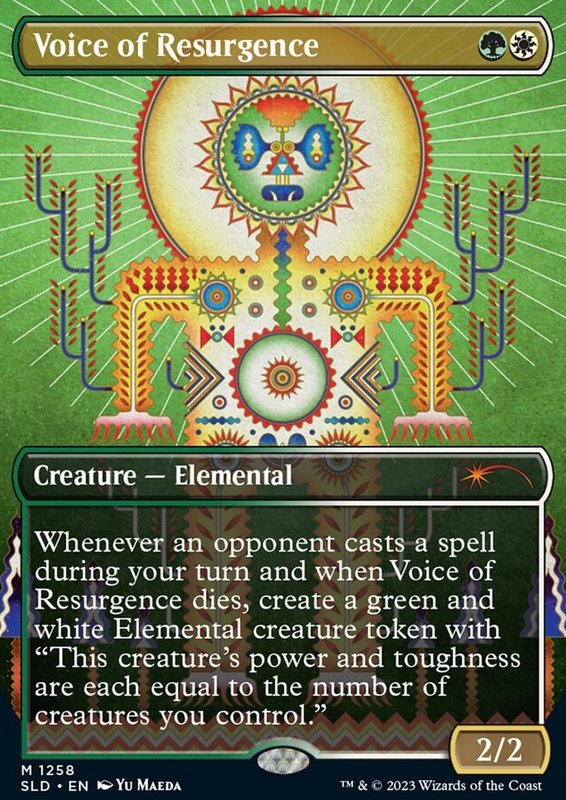 Voice of Resurgence
Creature — Elemental
Whenever an opponent casts a spell
during your turn and when Voice of
Resurgence dies, create a green and
white Elemental creature token with
“This creature’s power and toughness
are each equal to the number of
creatures you control.”
2/2
M 1258
SLD • EN Yu Maeda
™ & © 2023 Wizards of the Coast